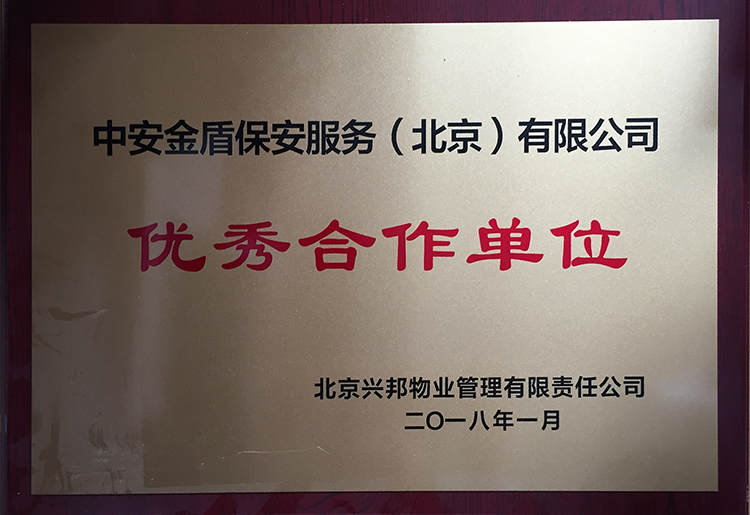 中安金盾保安服务（北京）有限公司
优秀合作单位
北京兴邦物业管理有限责任公司
二〇一八年一月